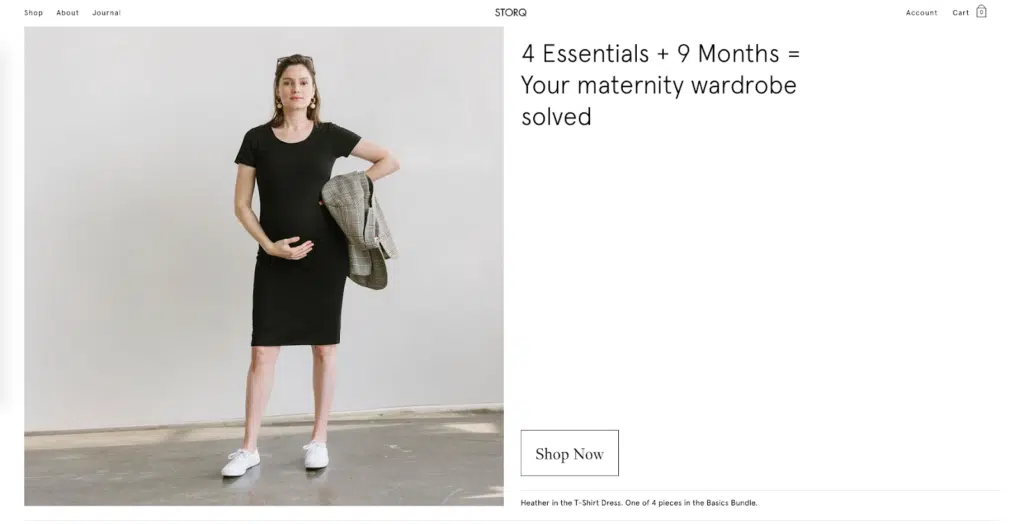 Shop About Journal STORQ Account Cart 0
4 Essentials + 9 Months =
Your maternity wardrobe
solved
Shop Now
Heather in the T-Shirt Dress. One of 4 pieces in the Basics Bundle.